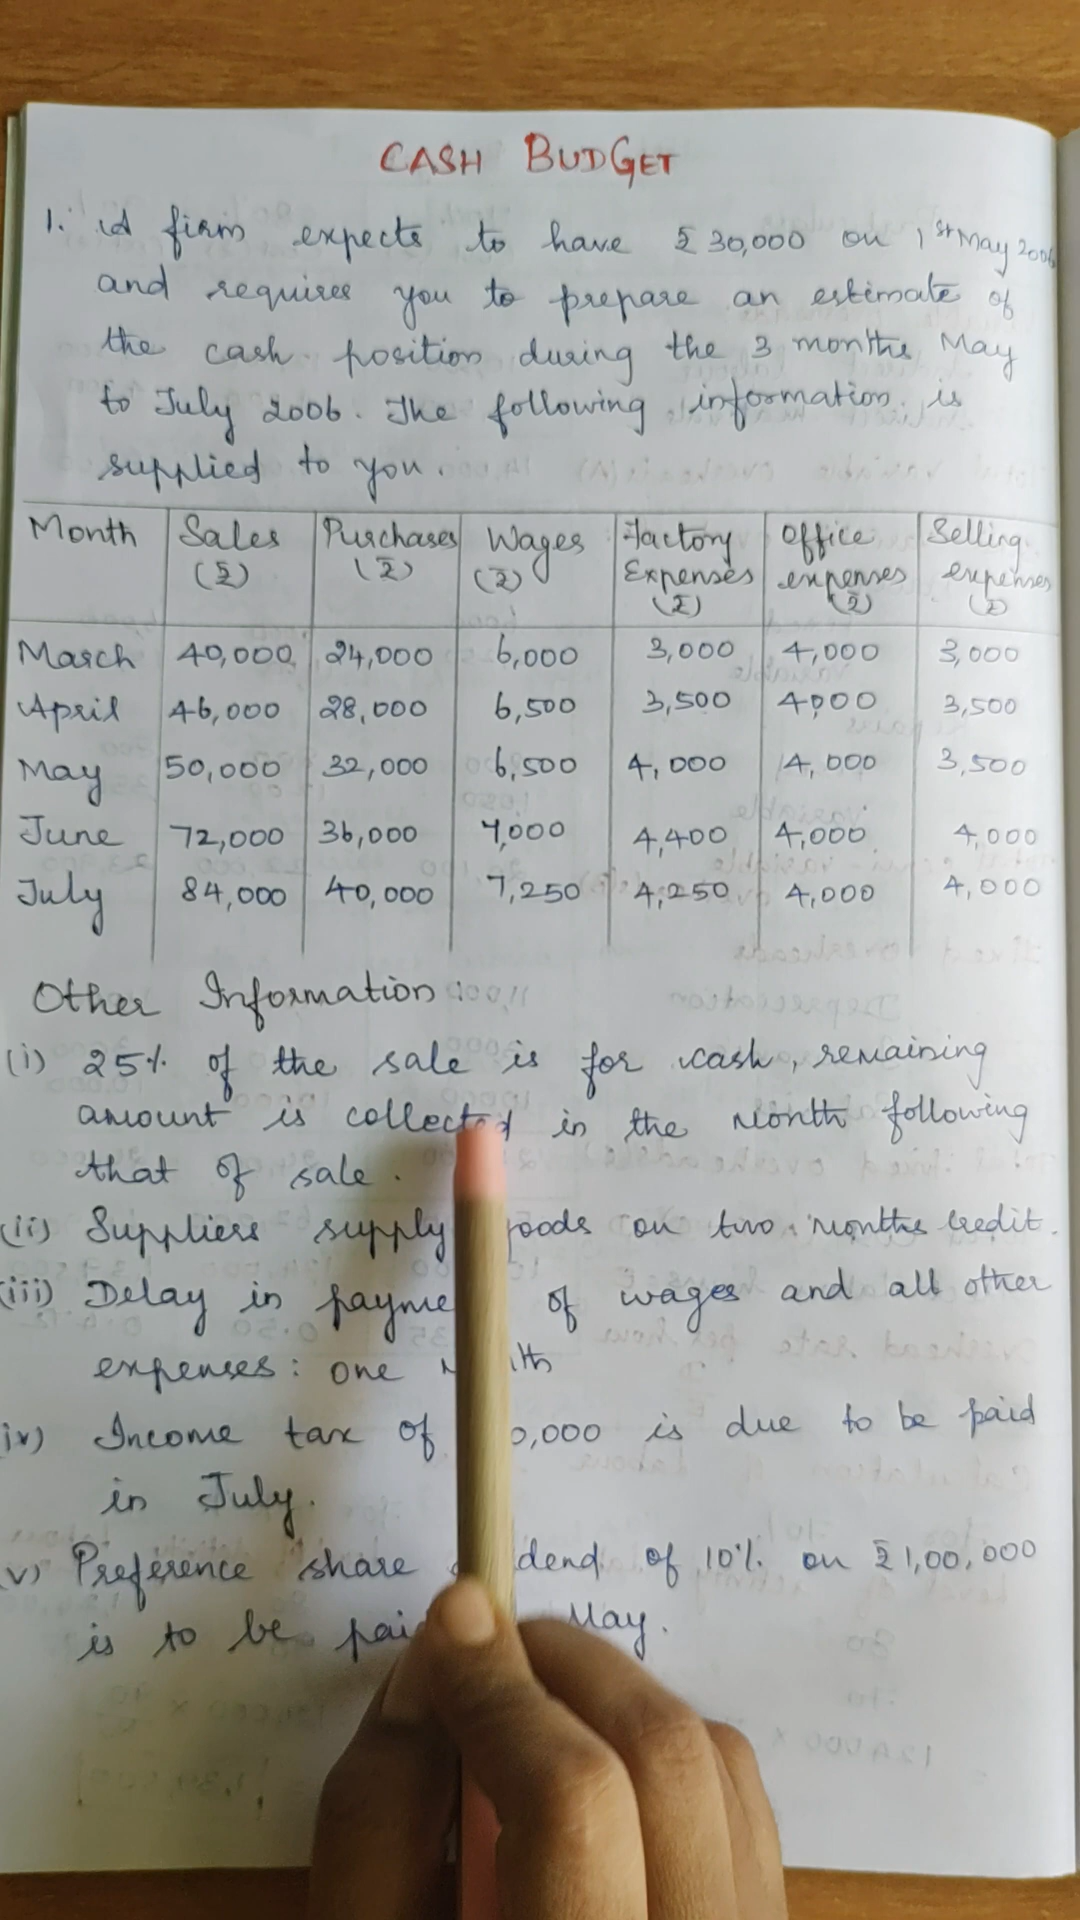 CASH BUDGET
1. A firm expects to have ₹ 30,000 on 1st May 2006
and requires you to prepare an estimate of
the cash position during the 3 months May
to July 2006. The following information is
supplied to you.
Month Sales (₹) Purchases (₹) Wages (₹) Factory Expenses (₹) Office expenses (₹) Selling expenses (₹)
March 40,000 24,000 6,000 3,000 4,000 3,000
April 46,000 28,000 6,500 3,500 4000 3,500
May 50,000 32,000 6,500 4,000 4,000 3,500
June 72,000 36,000 7,000 4,400 4,000 4,000
July 84,000 40,000 7,250 4,250 4,000 4,000
Other Information:
(i) 25% of the sale is for cash, remaining
amount is collected in the month following
that of sale.
(ii) Suppliers supply goods on two months credit.
(iii) Delay in of wages and all other
expenses: one
(iv) Income tax of is due to be paid
in July.
(v) Preference share of 10% on ₹ 1,00,000
is to be May.